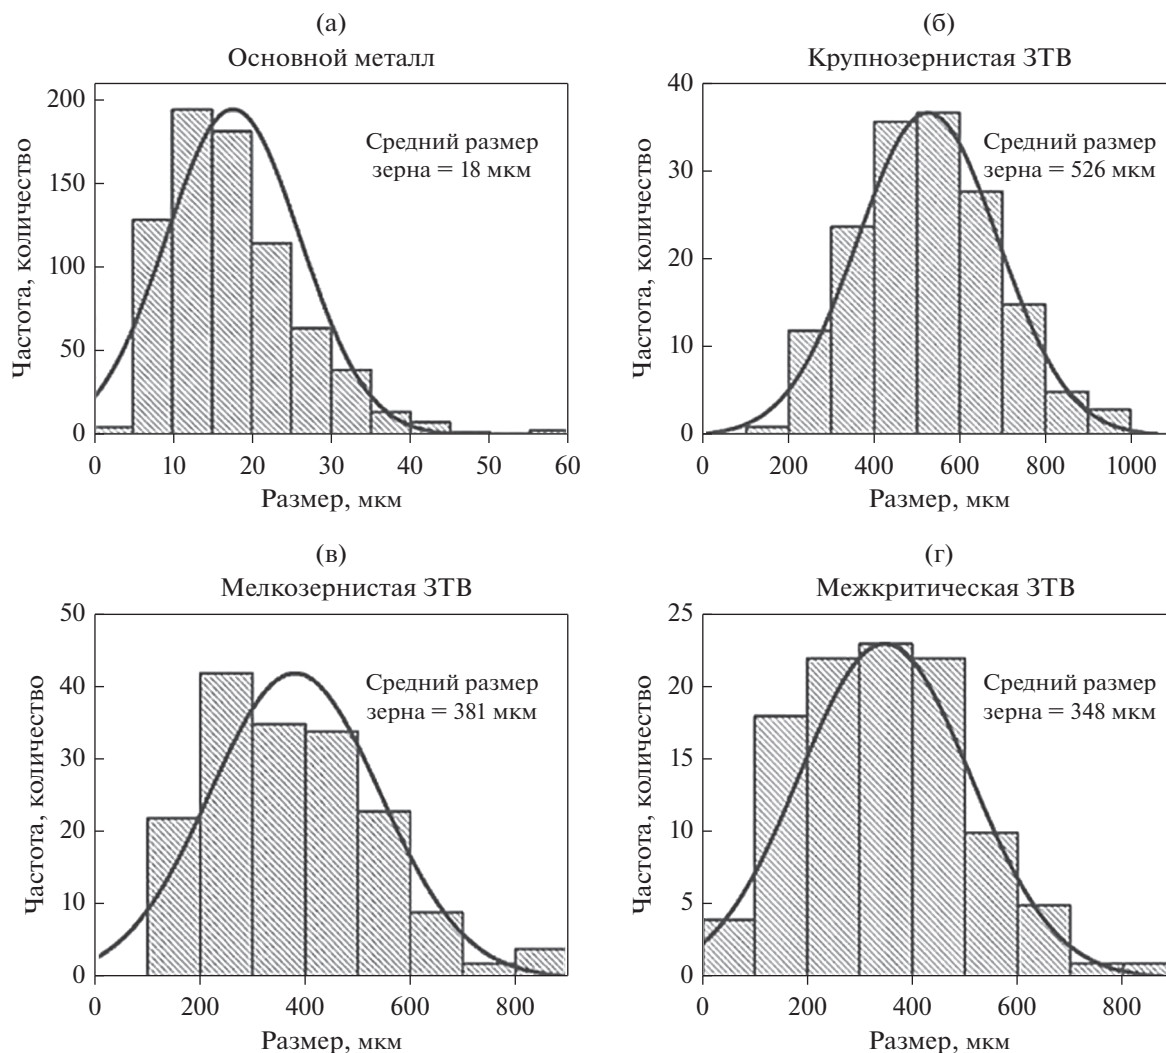 (а)
Основной металл
Частота, количество
200
150
100
50
0
Средний размер
зерна = 18 мкм
0 10 20 30 40 50 60
Размер, мкм
(б)
Крупнозернистая ЗТВ
Частота, количество
40
30
20
10
0
Средний размер
зерна = 526 мкм
0 200 400 600 800 1000
Размер, мкм
(в)
Мелкозернистая ЗТВ
Частота, количество
50
40
30
20
10
0
Средний размер
зерна = 381 мкм
0 200 400 600 800
Размер, мкм
(г)
Межкритическая ЗТВ
Частота, количество
25
20
15
10
5
0
Средний размер
зерна = 348 мкм
0 200 400 600 800
Размер, мкм